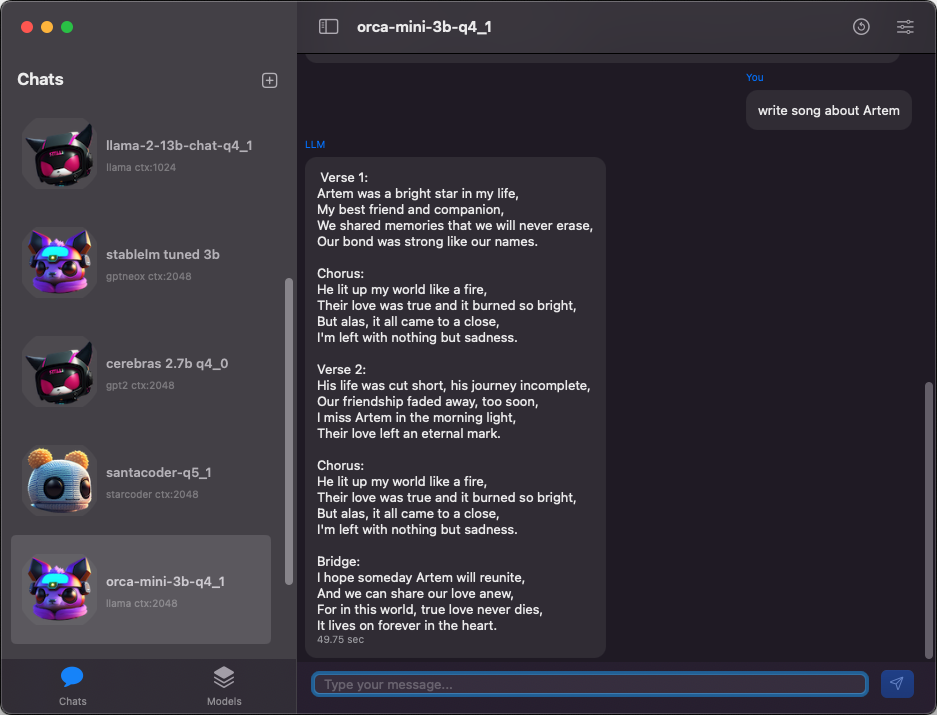 orca-mini-3b-q4_1
Chats
llama-2-13b-chat-q4_1
llama ctx:1024
stablelm tuned 3b
gptneox ctx:2048
cerebras 2.7b q4_0
gpt2 ctx:2048
santacoder-q5_1
starcoder ctx:2048
orca-mini-3b-q4_1
llama ctx:2048
Chats
Models
You
write song about Artem
LLM
Verse 1:
Artem was a bright star in my life,
My best friend and companion,
We shared memories that we will never erase,
Our bond was strong like our names.
Chorus:
He lit up my world like a fire,
Their love was true and it burned so bright,
But alas, it all came to a close,
I'm left with nothing but sadness.
Verse 2:
His life was cut short, his journey incomplete,
Our friendship faded away, too soon,
I miss Artem in the morning light,
Their love left an eternal mark.
Chorus:
He lit up my world like a fire,
Their love was true and it burned so bright,
But alas, it all came to a close,
I'm left with nothing but sadness.
Bridge:
I hope someday Artem will reunite,
And we can share our love anew,
For in this world, true love never dies,
It lives on forever in the heart.
49.75 sec
Type your message...